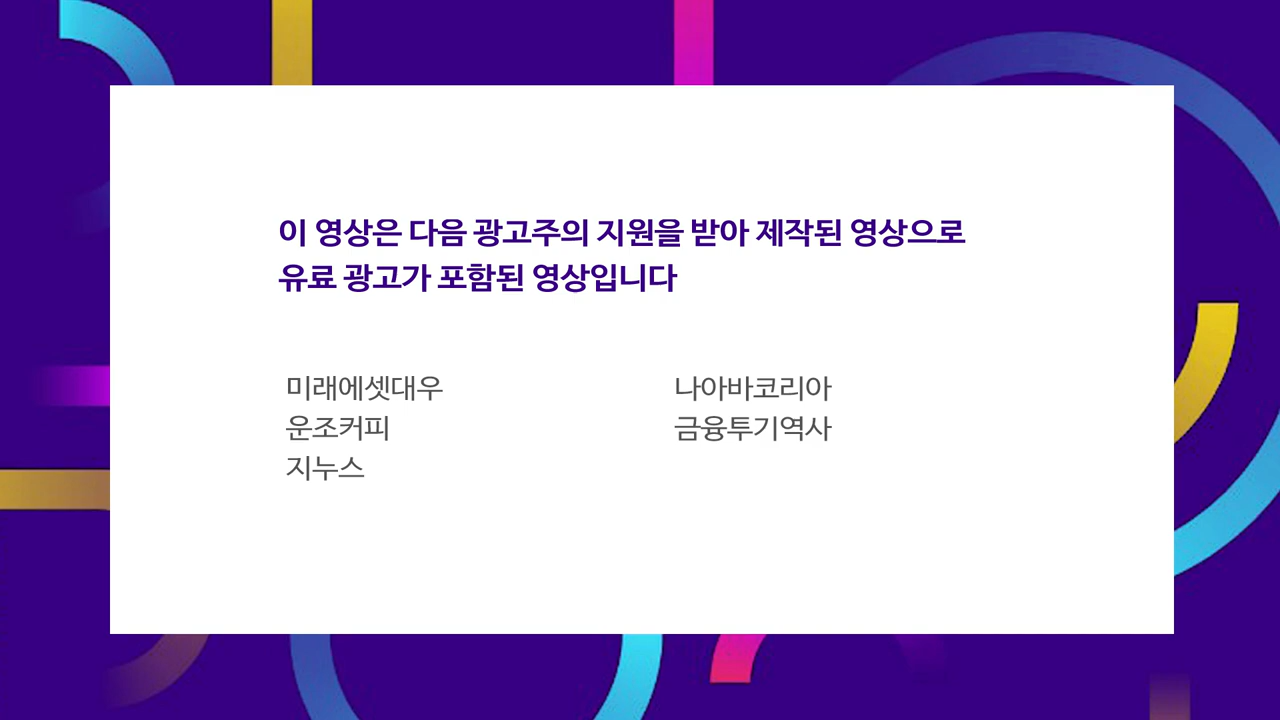 이 영상은 다음 광고주의 지원을 받아 제작된 영상으로
유료 광고가 포함된 영상입니다
미래에셋대우
운조커피
지누스
나아바코리아
금융투기역사